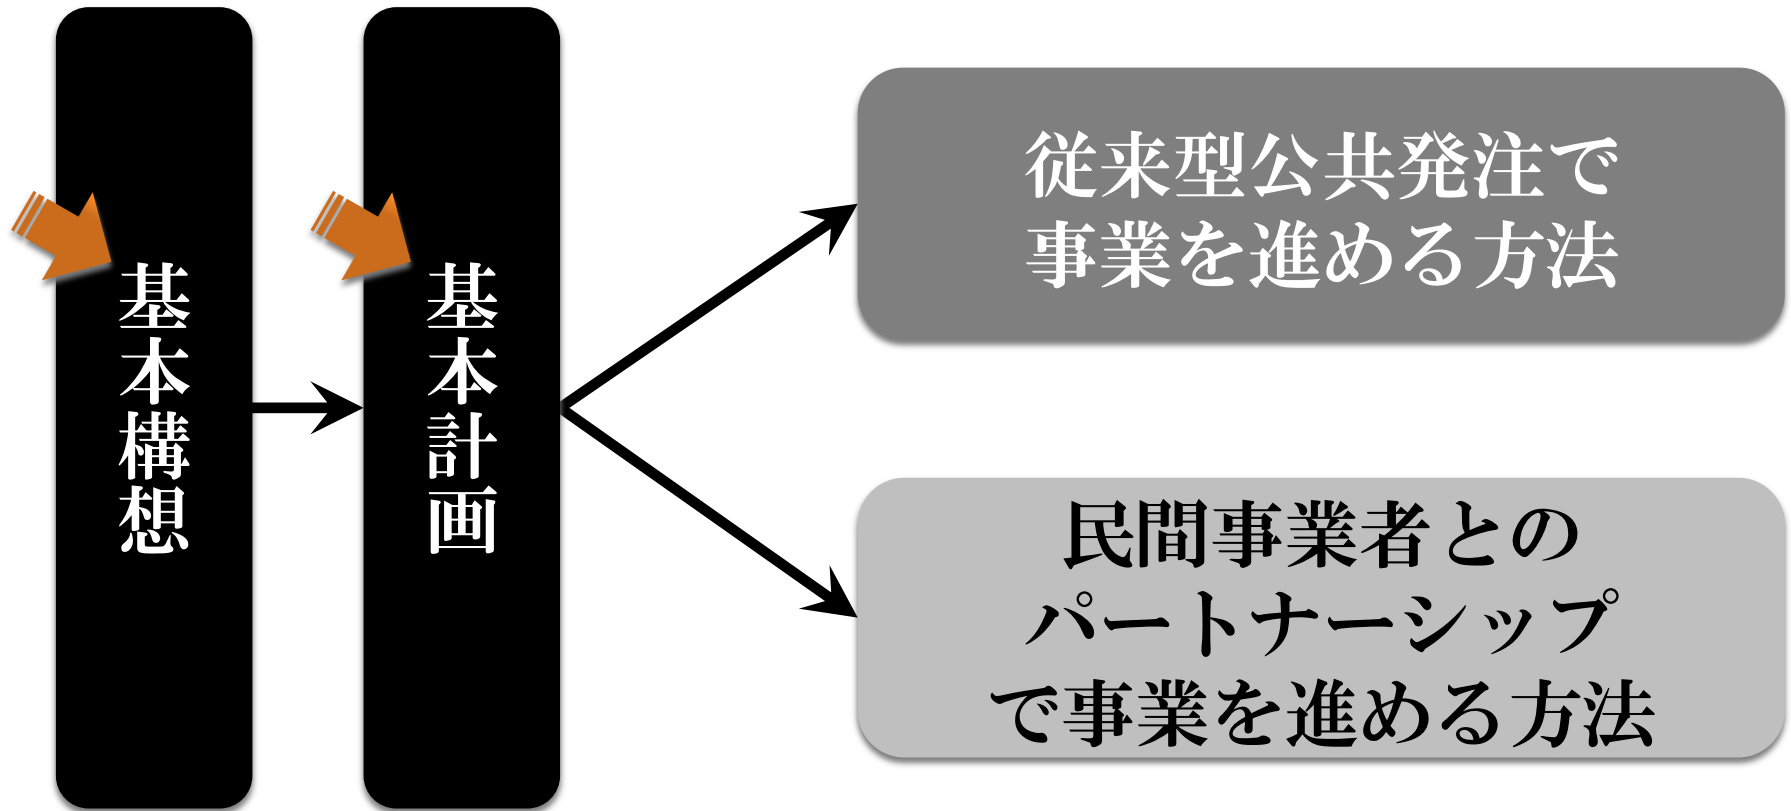 基本構想
基本計画
従来型公共発注で
事業を進める方法
民間事業者との
パートナーシップ
で事業を進める方法